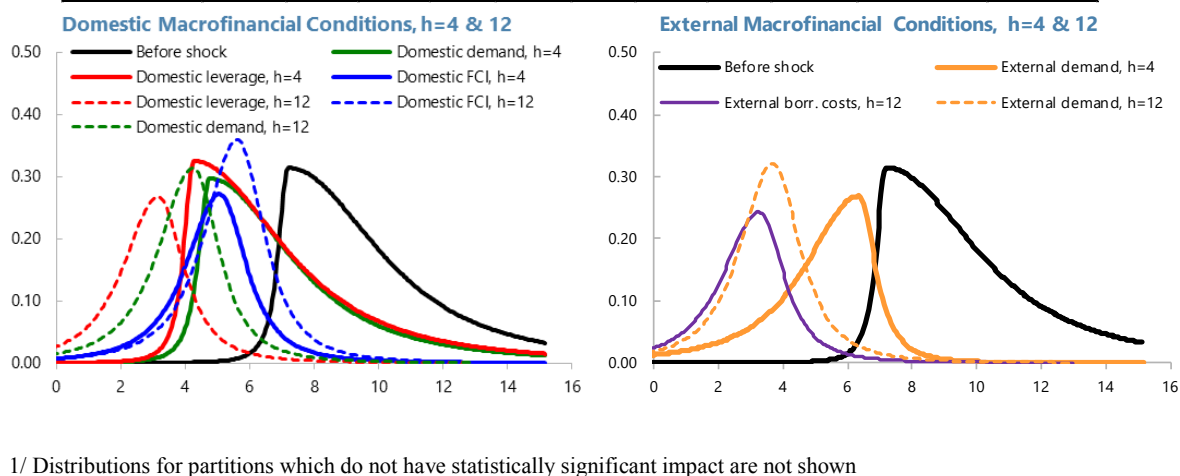 Domestic Macrofinancial Conditions, h=4 & 12
0.50
0.40
0.30
0.20
0.10
0.00
0 2 4 6 8 10 12 14 16
Before shock
Domestic demand, h=4
Domestic leverage, h=4
Domestic FCI, h=4
Domestic leverage, h=12
Domestic FCI, h=12
Domestic demand, h=12
External Macrofinancial Conditions, h=4 & 12
0.50
0.40
0.30
0.20
0.10
0.00
0 2 4 6 8 10 12 14 16
Before shock
External demand, h=4
External borr. costs, h=12
External demand, h=12
1/ Distributions for partitions which do not have statistically significant impact are not shown